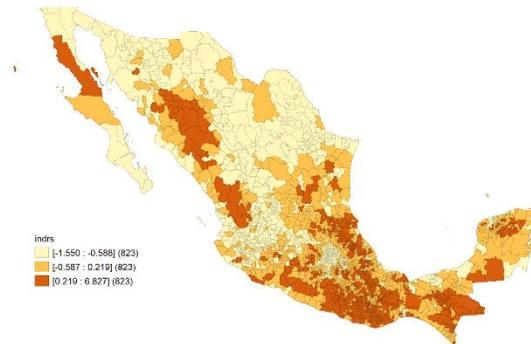 indrs
[-1.550 : -0.588] (823)
[-0.587 : 0.219] (823)
[0.219 : 6.827] (823)